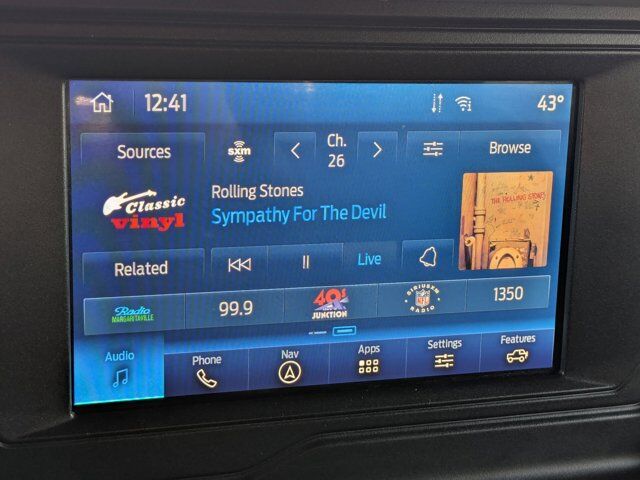 12:41
43°
Sources
sxm
Ch.
26
Browse
Classic
vinyl
Rolling Stones
Sympathy For The Devil
THE ROLLING STONES
Related
Live
Radio
MARGARITAVILLE
99.9
40s
JUNCTION
SIRIUSXM
NFL
RADIO
1350
Audio
Phone
Nav
Apps
Settings
Features